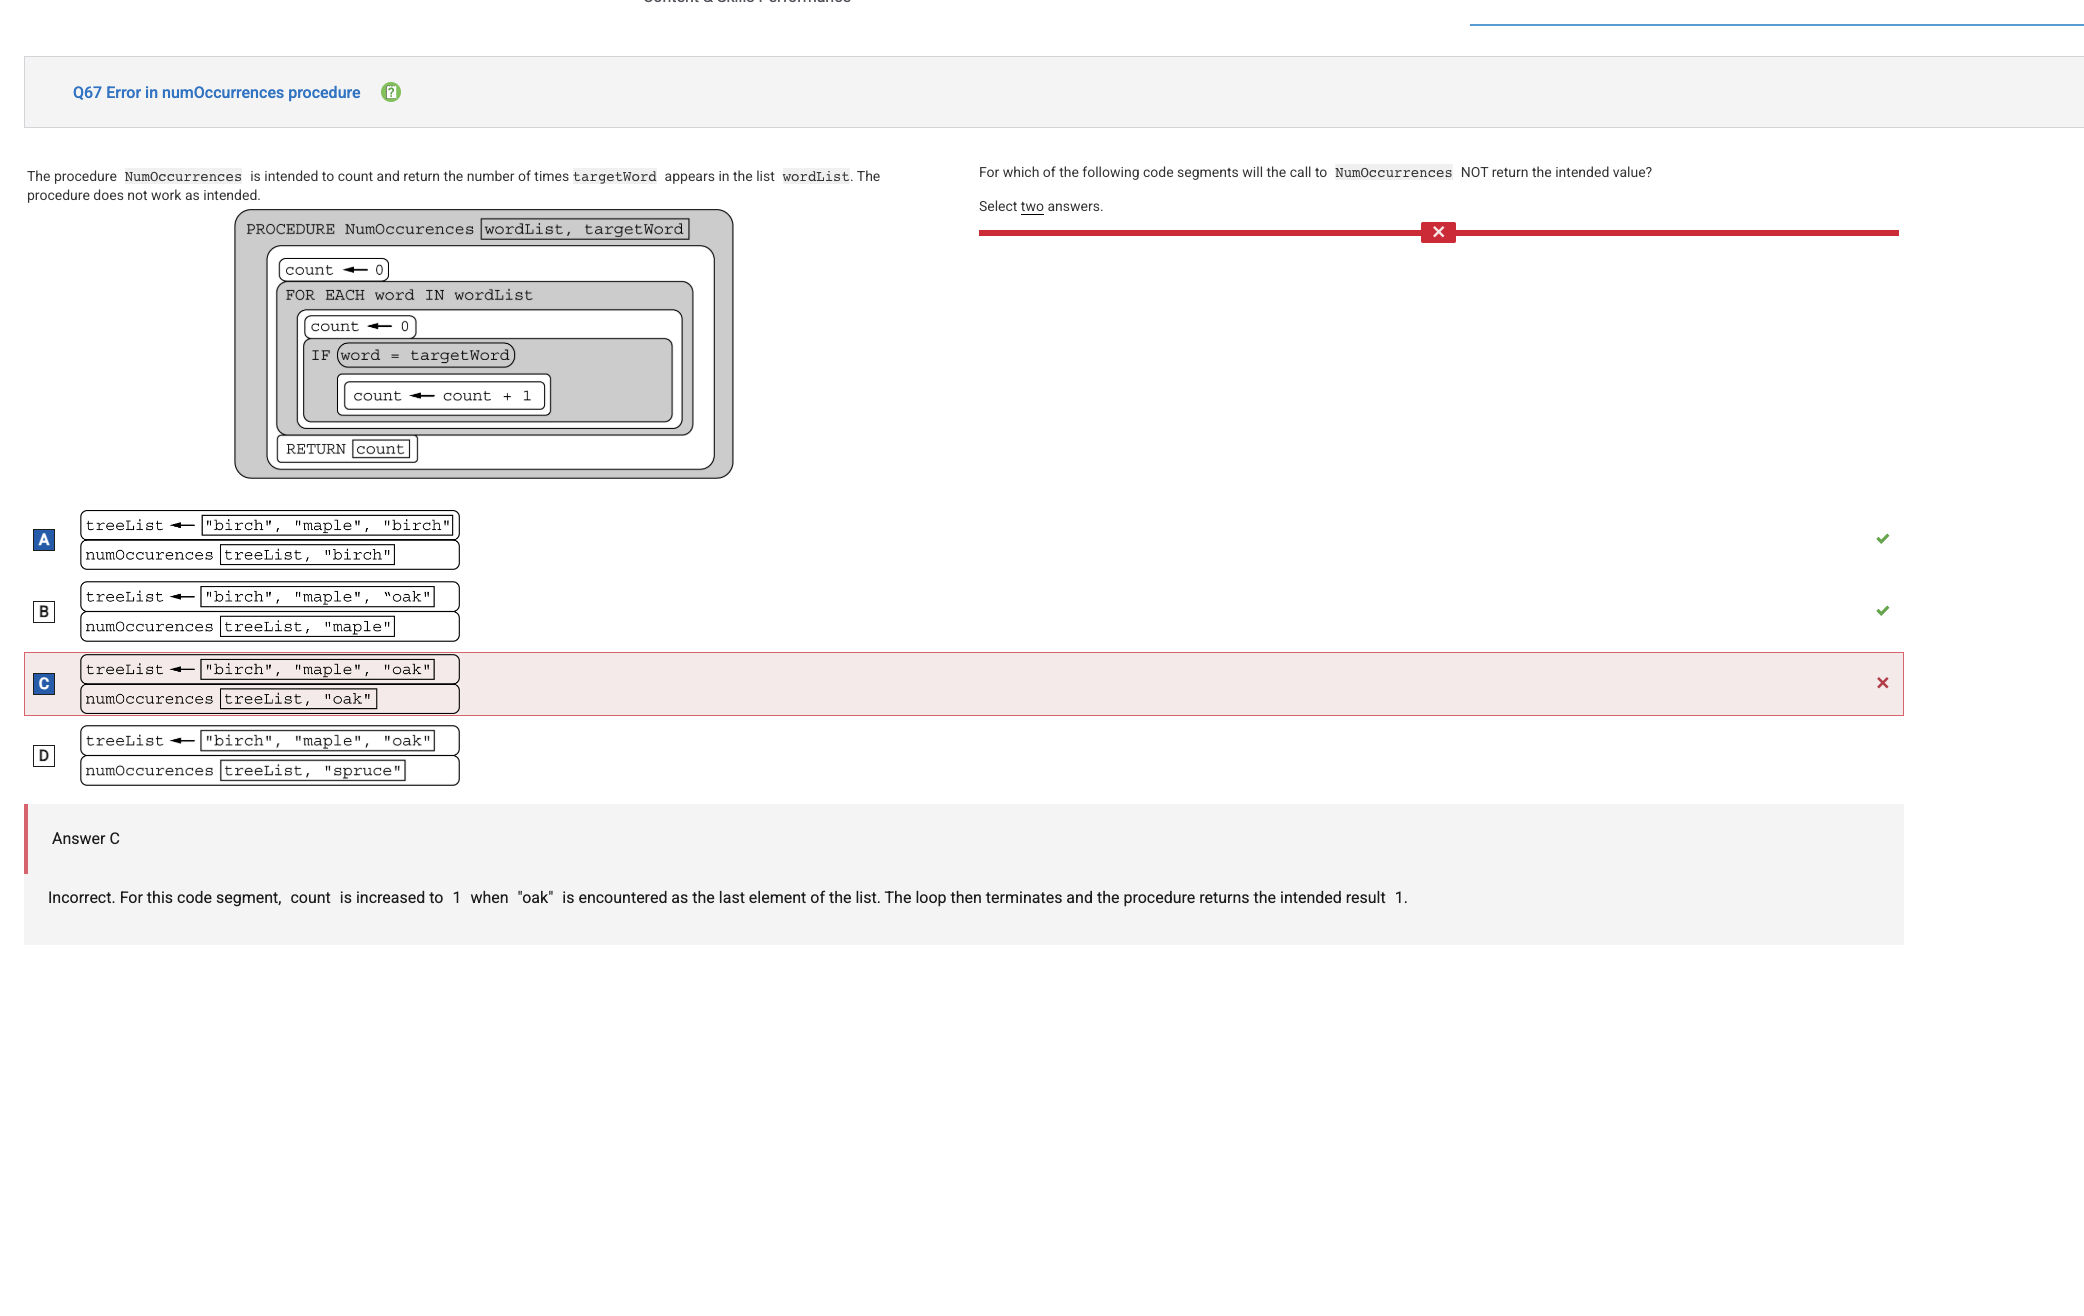 Content & Skills Performance
Q67 Error in numOccurrences procedure
The procedure NumOccurrences is intended to count and return the number of times targetWord appears in the list wordList. The
procedure does not work as intended.
PROCEDURE NumOccurences wordList, targetWord
count ← 0
FOR EACH word IN wordList
count ← 0
IF word = targetWord
count ← count + 1
RETURN count
For which of the following code segments will the call to NumOccurrences NOT return the intended value?
Select two answers.
A
treeList ← "birch", "maple", "birch"
numOccurences treeList, "birch"
B
treeList ← "birch", "maple", “oak"
numOccurences treeList, "maple"
C
treeList ← "birch", "maple", "oak"
numOccurences treeList, "oak"
D
treeList ← "birch", "maple", "oak"
numOccurences treeList, "spruce"
Answer C
Incorrect. For this code segment, count is increased to 1 when "oak" is encountered as the last element of the list. The loop then terminates and the procedure returns the intended result 1.